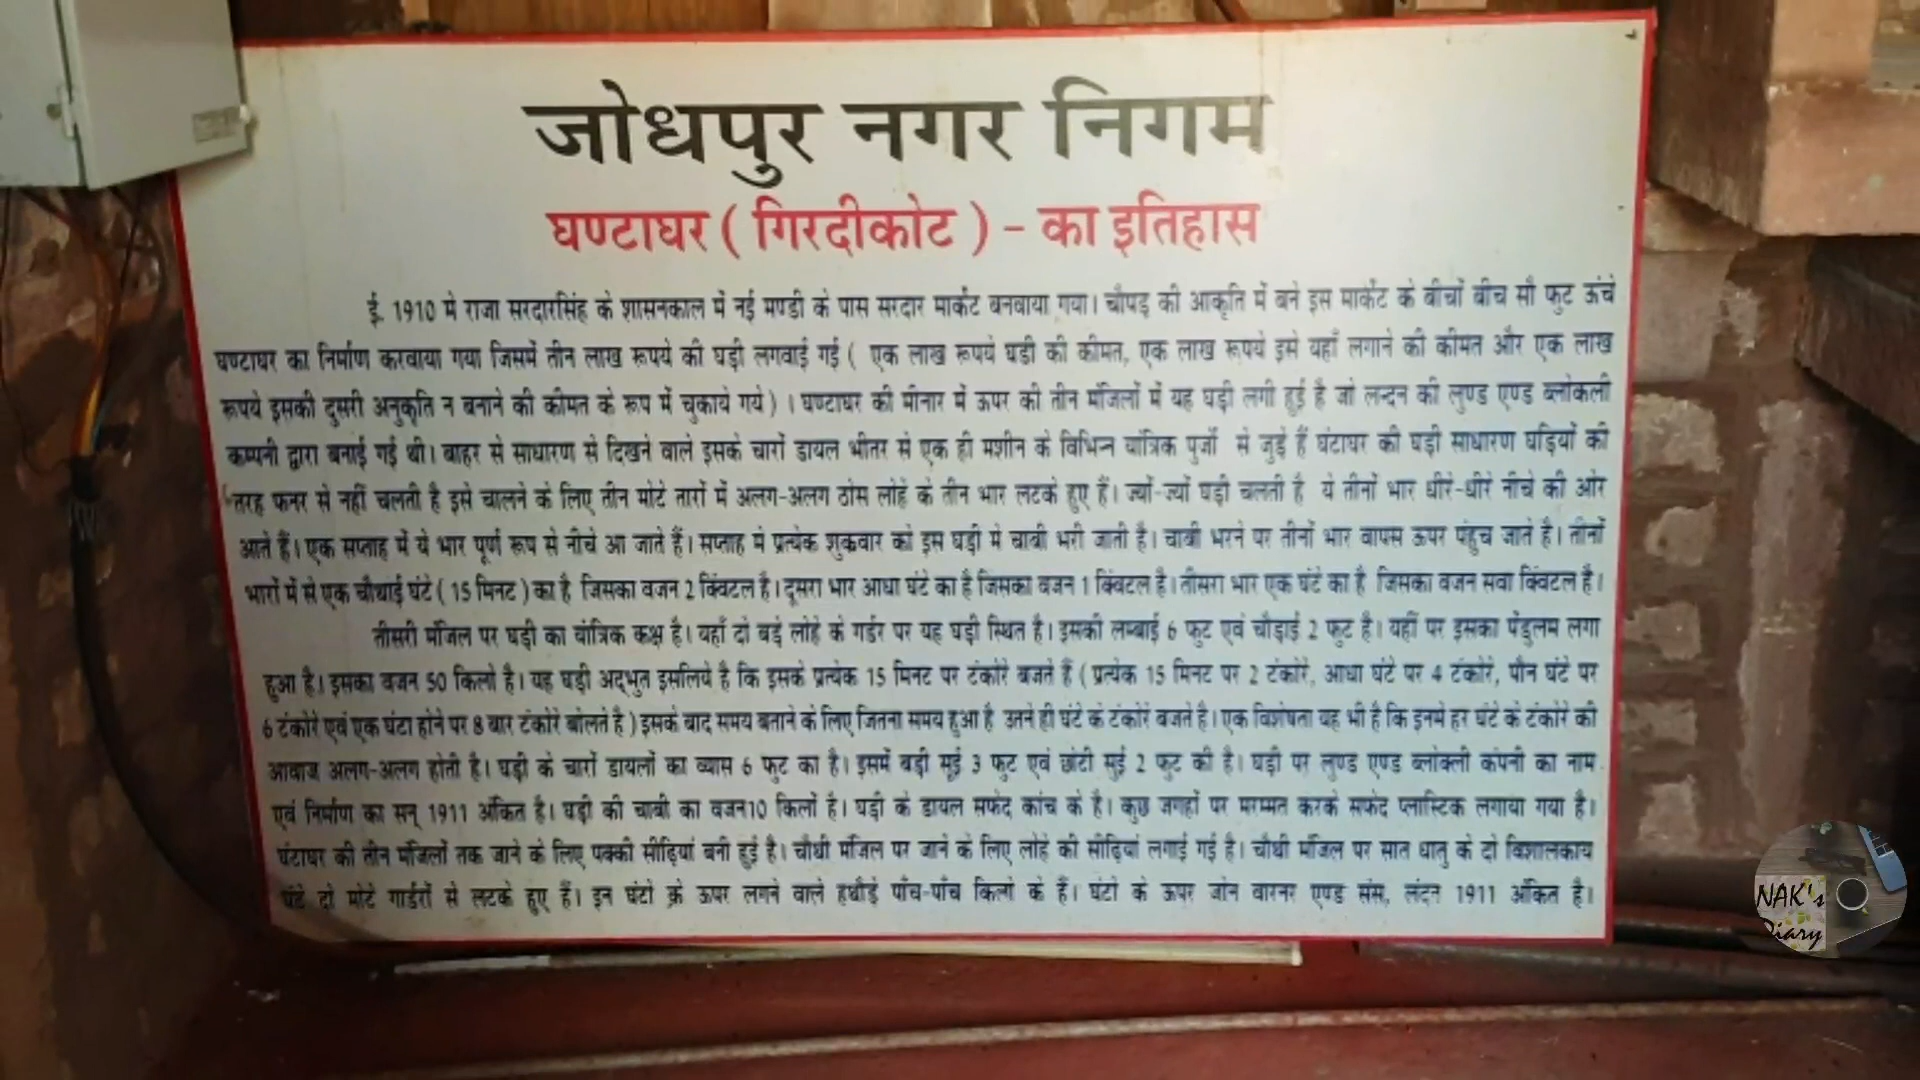 जोधपुर नगर निगम
घण्टाघर ( गिरदीकोट ) - का इतिहास
ई. 1910 मे राजा सरदारसिंह के शासनकाल में नई मण्डी के पास सरदार मार्केट बनवाया गया। चौपड़ की आकृति में बने इस मार्केट के बीचों बीच सौ फुट ऊंचे
घण्टाघर का निर्माण करवाया गया जिसमें तीन लाख रूपये की घड़ी लगवाई गई ( एक लाख रूपये घडी की कीमत, एक लाख रूपये इसे यहाँ लगाने की कीमत और एक लाख
रूपये इसकी दुसरी अनुकृति न बनाने की कीमत के रूप में चुकाये गये ) । घण्टाघर की मीनार में ऊपर की तीन मंजिलों में यह घड़ी लगी हुई है जो लन्दन की लुण्ड एण्ड ब्लोकली
कम्पनी द्वारा बनाई गई थी। बाहर से साधारण से दिखने वाले इसके चारों डायल भीतर से एक ही मशीन के विभिन्न यांत्रिक पुर्जो से जुड़े हैं घंटाघर की घड़ी साधारण घड़ियों की
तरह फनर से नहीं चलती है इसे चालने के लिए तीन मोटे तारों में अलग-अलग ठोस लोहे के तीन भार लटके हुए हैं। ज्यों-ज्यों घड़ी चलती है ये तीनों भार धीरे-धीरे नीचे की ओर
आते हैं। एक सप्ताह में ये भार पूर्ण रूप से नीचे आ जाते हैं। सप्ताह मे प्रत्येक शुक्रवार को इस घड़ी मे चाबी भरी जाती है। चाबी भरने पर तीनों भार वापस ऊपर पंहुच जाते है। तीनों
भारों में से एक चौथाई घंटे ( 15 मिनट ) का है जिसका वजन 2 क्विंटल है। दूसरा भार आधा घंटे का है जिसका वजन 1 क्विंटल है। तीसरा भार एक घंटे का है जिसका वजन सवा क्विंटल है।
तीसरी मंजिल पर घड़ी का यांत्रिक कक्ष है। यहाँ दो बड़े लोहे के गर्डर पर यह घड़ी स्थित है। इसकी लम्बाई 6 फुट एवं चौड़ाई 2 फुट है। यहीं पर इसका पेंडुलम लगा
हुआ है। इसका वजन 50 किलो है। यह घड़ी अद्भुत इसलिये है कि इसके प्रत्येक 15 मिनट पर टंकोरे बजते हैं ( प्रत्येक 15 मिनट पर 2 टंकोरे, आधा घंटे पर 4 टंकोरे, पौन घंटे पर
6 टंकोरे एवं एक घंटा होने पर 8 बार टंकोरे बोलते है ) इसके बाद समय बताने के लिए जितना समय हुआ है उतने ही घंटे के टंकोरे बजते है। एक विशेषता यह भी है कि इनमे हर घंटे के टंकोरे की
आवाज अलग-अलग होती है। घड़ी के चारों डायलों का व्यास 6 फुट का है। इसमें बड़ी सूई 3 फुट एवं छोटी सुई 2 फुट की है। घड़ी पर लुण्ड एण्ड ब्लोक्ली कंपनी का नाम
एवं निर्माण का सन् 1911 अंकित है। घड़ी की चाबी का वजन10 किलों है। घड़ी के डायल सफेद कांच के है। कुछ जगहों पर मरम्मत करके सफेद प्लास्टिक लगाया गया है।
घंटाघर की तीन मंजिलों तक जाने के लिए पक्की सीढ़ियां बनी हुई है। चौथी मंजिल पर जाने के लिए लोहे की सीढ़ियां लगाई गई है। चौथी मंजिल पर सात धातु के दो विशालकाय
घंटे दो मोटे गार्डरों से लटके हुए हैं। इन घंटो के ऊपर लगने वाले हथौड़े पाँच-पाँच किलो के हैं। घंटो के ऊपर जोन वारनर एण्ड संस, लंदन 1911 अंकित है।
NAK's
Diary